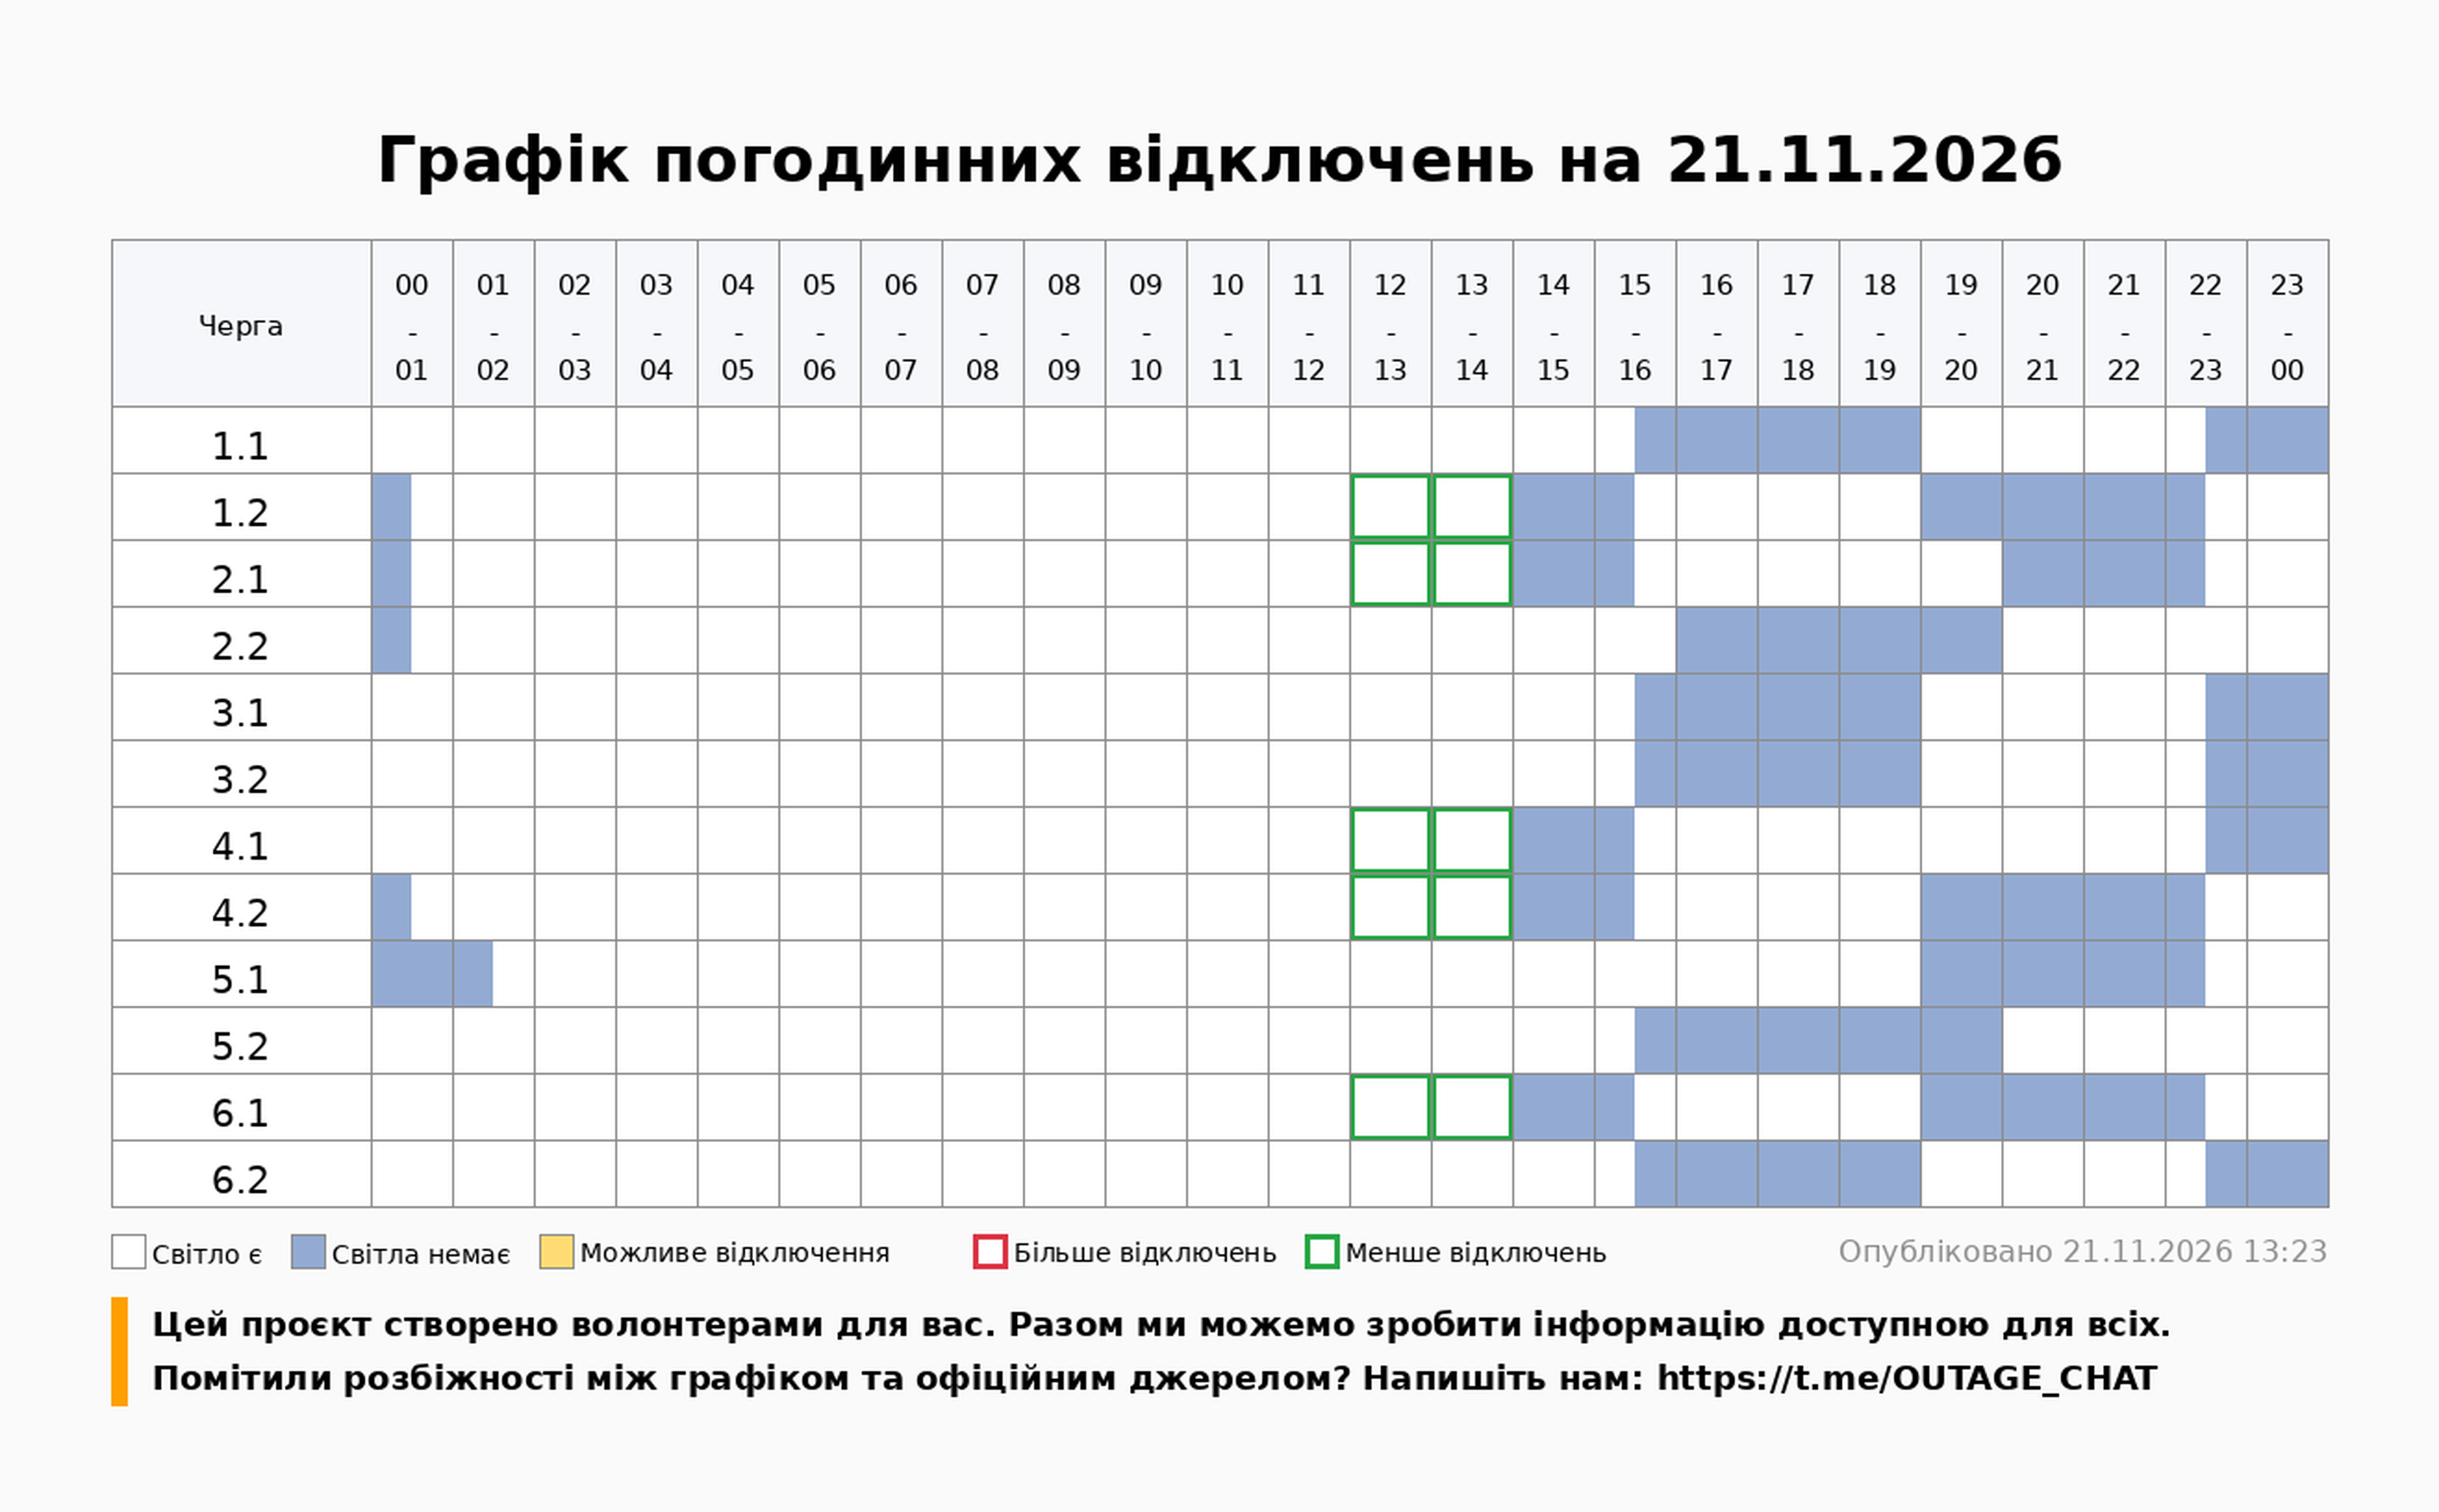 Графік погодинних відключень на 21.11.2026
Черга 00 - 01 01 - 02 02 - 03 03 - 04 04 - 05 05 - 06 06 - 07 07 - 08 08 - 09 09 - 10 10 - 11 11 - 12 12 - 13 13 - 14 14 - 15 15 - 16 16 - 17 17 - 18 18 - 19 19 - 20 20 - 21 21 - 22 22 - 23 23 - 00
1.1
1.2
2.1
2.2
3.1
3.2
4.1
4.2
5.1
5.2
6.1
6.2
Світло є Світла немає Можливе відключення Більше відключень Менше відключень Опубліковано 21.11.2026 13:23
Цей проєкт створено волонтерами для вас. Разом ми можемо зробити інформацію доступною для всіх.
Помітили розбіжності між графіком та офіційним джерелом? Напишіть нам: https://t.me/OUTAGE_CHAT